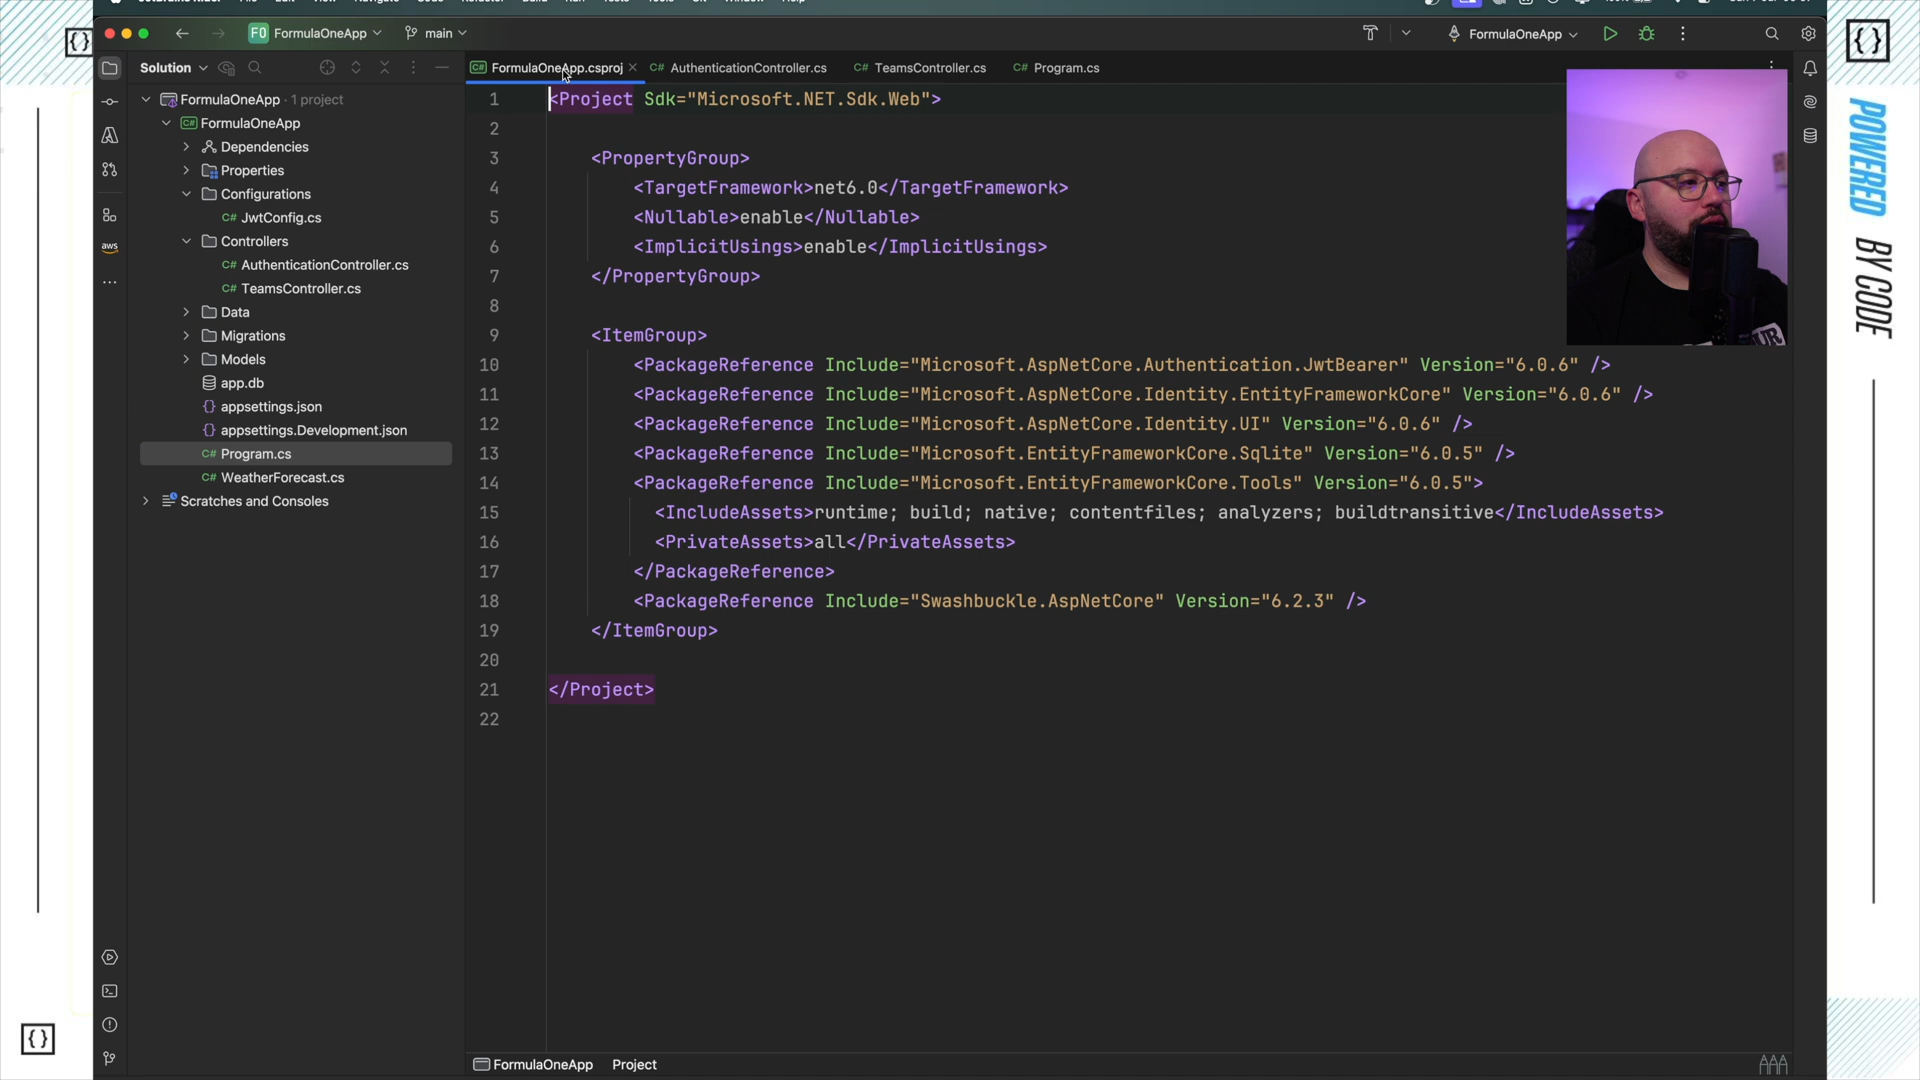 FO FormulaOneApp
main
FormulaOneApp
Solution
FormulaOneApp.csproj
AuthenticationController.cs
TeamsController.cs
Program.cs
FormulaOneApp · 1 project
FormulaOneApp
Dependencies
Properties
Configurations
C# JwtConfig.cs
Controllers
C# AuthenticationController.cs
C# TeamsController.cs
Data
Migrations
Models
app.db
{} appsettings.json
{} appsettings.Development.json
C# Program.cs
C# WeatherForecast.cs
Scratches and Consoles
aws
1 <Project Sdk="Microsoft.NET.Sdk.Web">
2
3 <PropertyGroup>
4 <TargetFramework>net6.0</TargetFramework>
5 <Nullable>enable</Nullable>
6 <ImplicitUsings>enable</ImplicitUsings>
7 </PropertyGroup>
8
9 <ItemGroup>
10 <PackageReference Include="Microsoft.AspNetCore.Authentication.JwtBearer" Version="6.0.6" />
11 <PackageReference Include="Microsoft.AspNetCore.Identity.EntityFrameworkCore" Version="6.0.6" />
12 <PackageReference Include="Microsoft.AspNetCore.Identity.UI" Version="6.0.6" />
13 <PackageReference Include="Microsoft.EntityFrameworkCore.Sqlite" Version="6.0.5" />
14 <PackageReference Include="Microsoft.EntityFrameworkCore.Tools" Version="6.0.5">
15 <IncludeAssets>runtime; build; native; contentfiles; analyzers; buildtransitive</IncludeAssets>
16 <PrivateAssets>all</PrivateAssets>
17 </PackageReference>
18 <PackageReference Include="Swashbuckle.AspNetCore" Version="6.2.3" />
19 </ItemGroup>
20
21 </Project>
22
FormulaOneApp Project
POWERED BY CODE